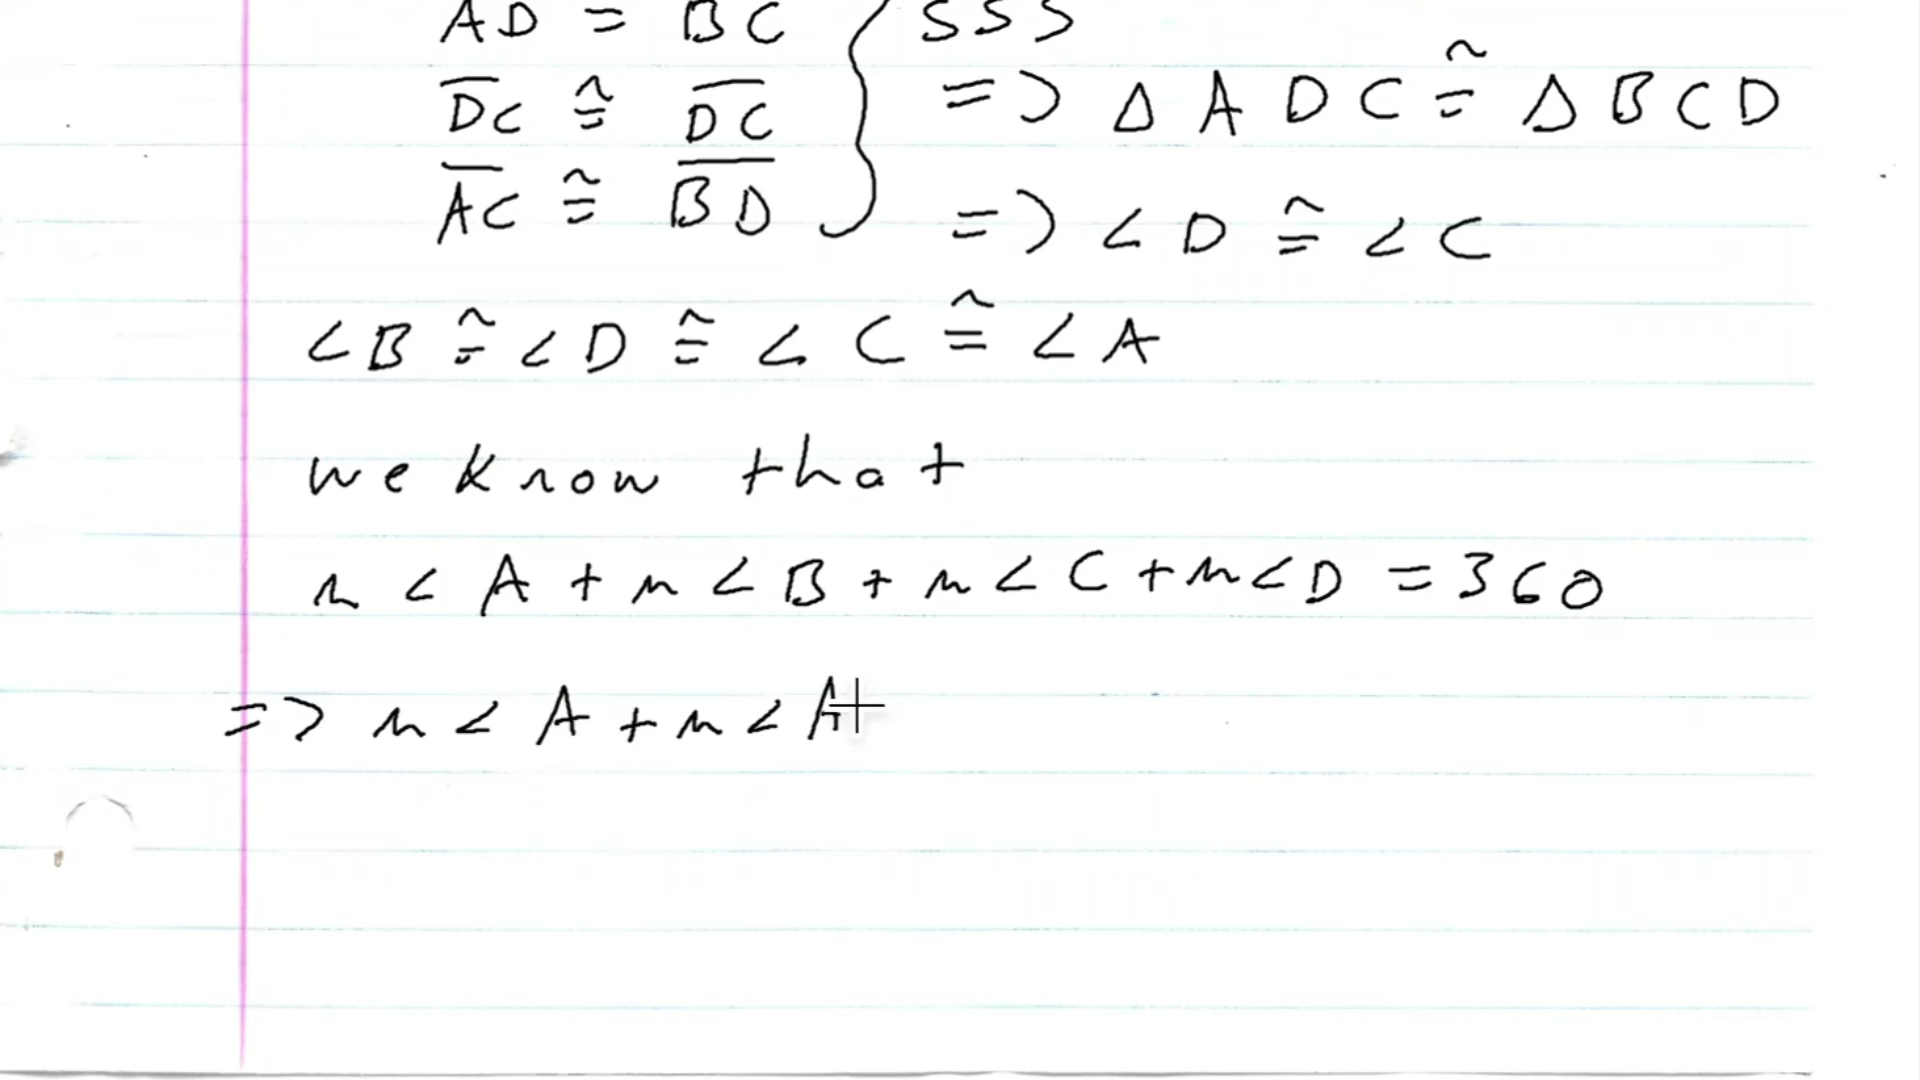 AD = BC } SSS
DC ≅ DC => △ADC ≅ △BCD
AC ≅ BD => ∠D ≅ ∠C
∠B ≅ ∠D ≅ ∠C ≅ ∠A
we know that
m∠A + m∠B + m∠C + m∠D = 360
=> m∠A + m∠A